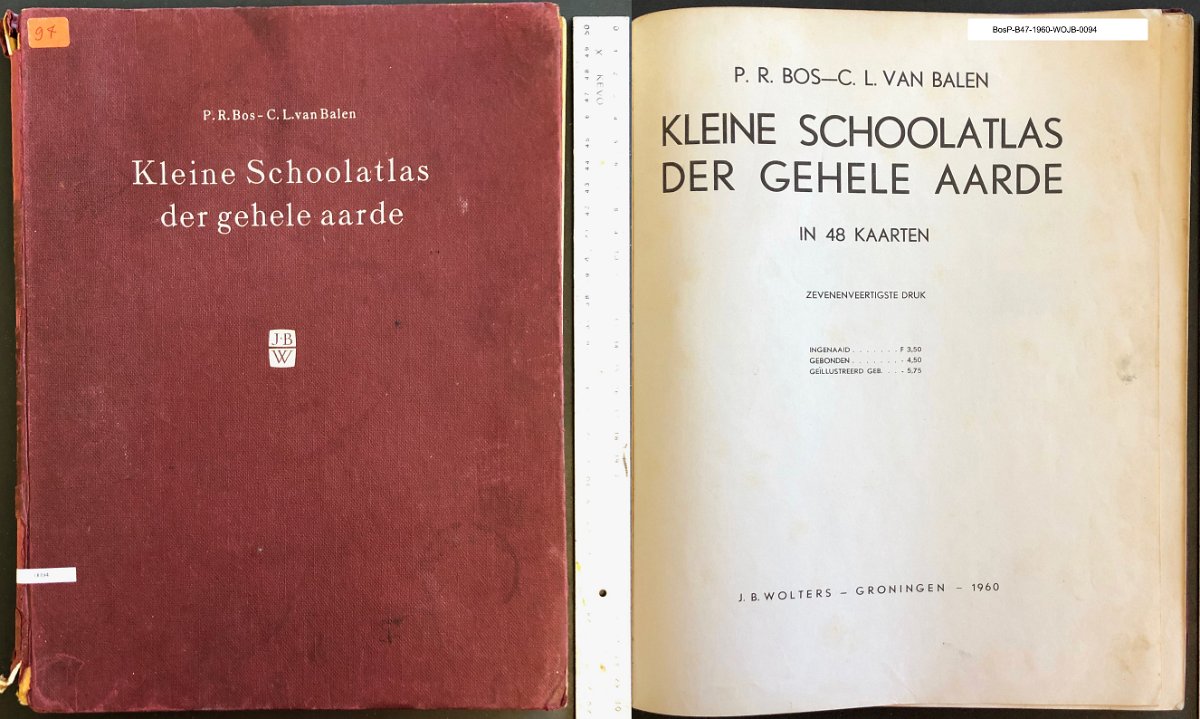 94
P. R. Bos - C. L. van Balen
Kleine Schoolatlas
der gehele aarde
J·B
W
KEVO
BosP-B47-1960-WOJB-0094
P. R. BOS—C. L. VAN BALEN
KLEINE SCHOOLATLAS
DER GEHELE AARDE
IN 48 KAARTEN
ZEVENENVEERTIGSTE DRUK
INGENAAID . . . . . . . F 3,50
GEBONDEN . . . . . . . . - 4,50
GEÏLLUSTREERD GEB. . . . - 5,75
J. B. WOLTERS – GRONINGEN – 1960